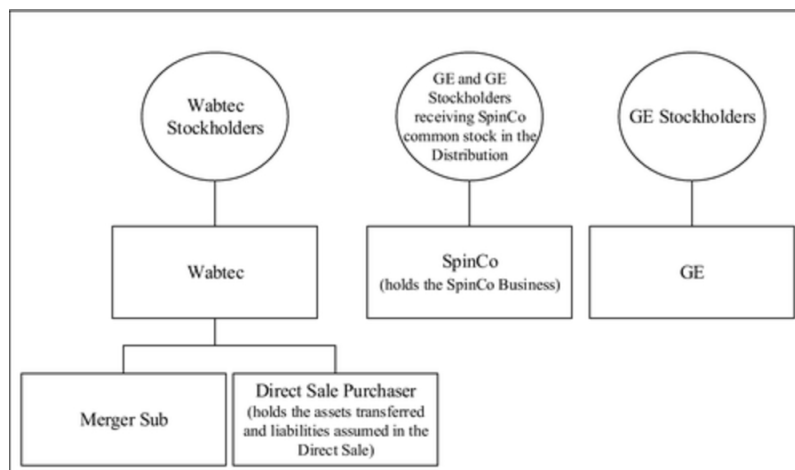 Wabtec
Stockholders
GE and GE
Stockholders
receiving SpinCo
common stock in the
Distribution
GE Stockholders
Wabtec
SpinCo
(holds the SpinCo Business)
GE
Merger Sub
Direct Sale Purchaser
(holds the assets transferred
and liabilities assumed in the
Direct Sale)